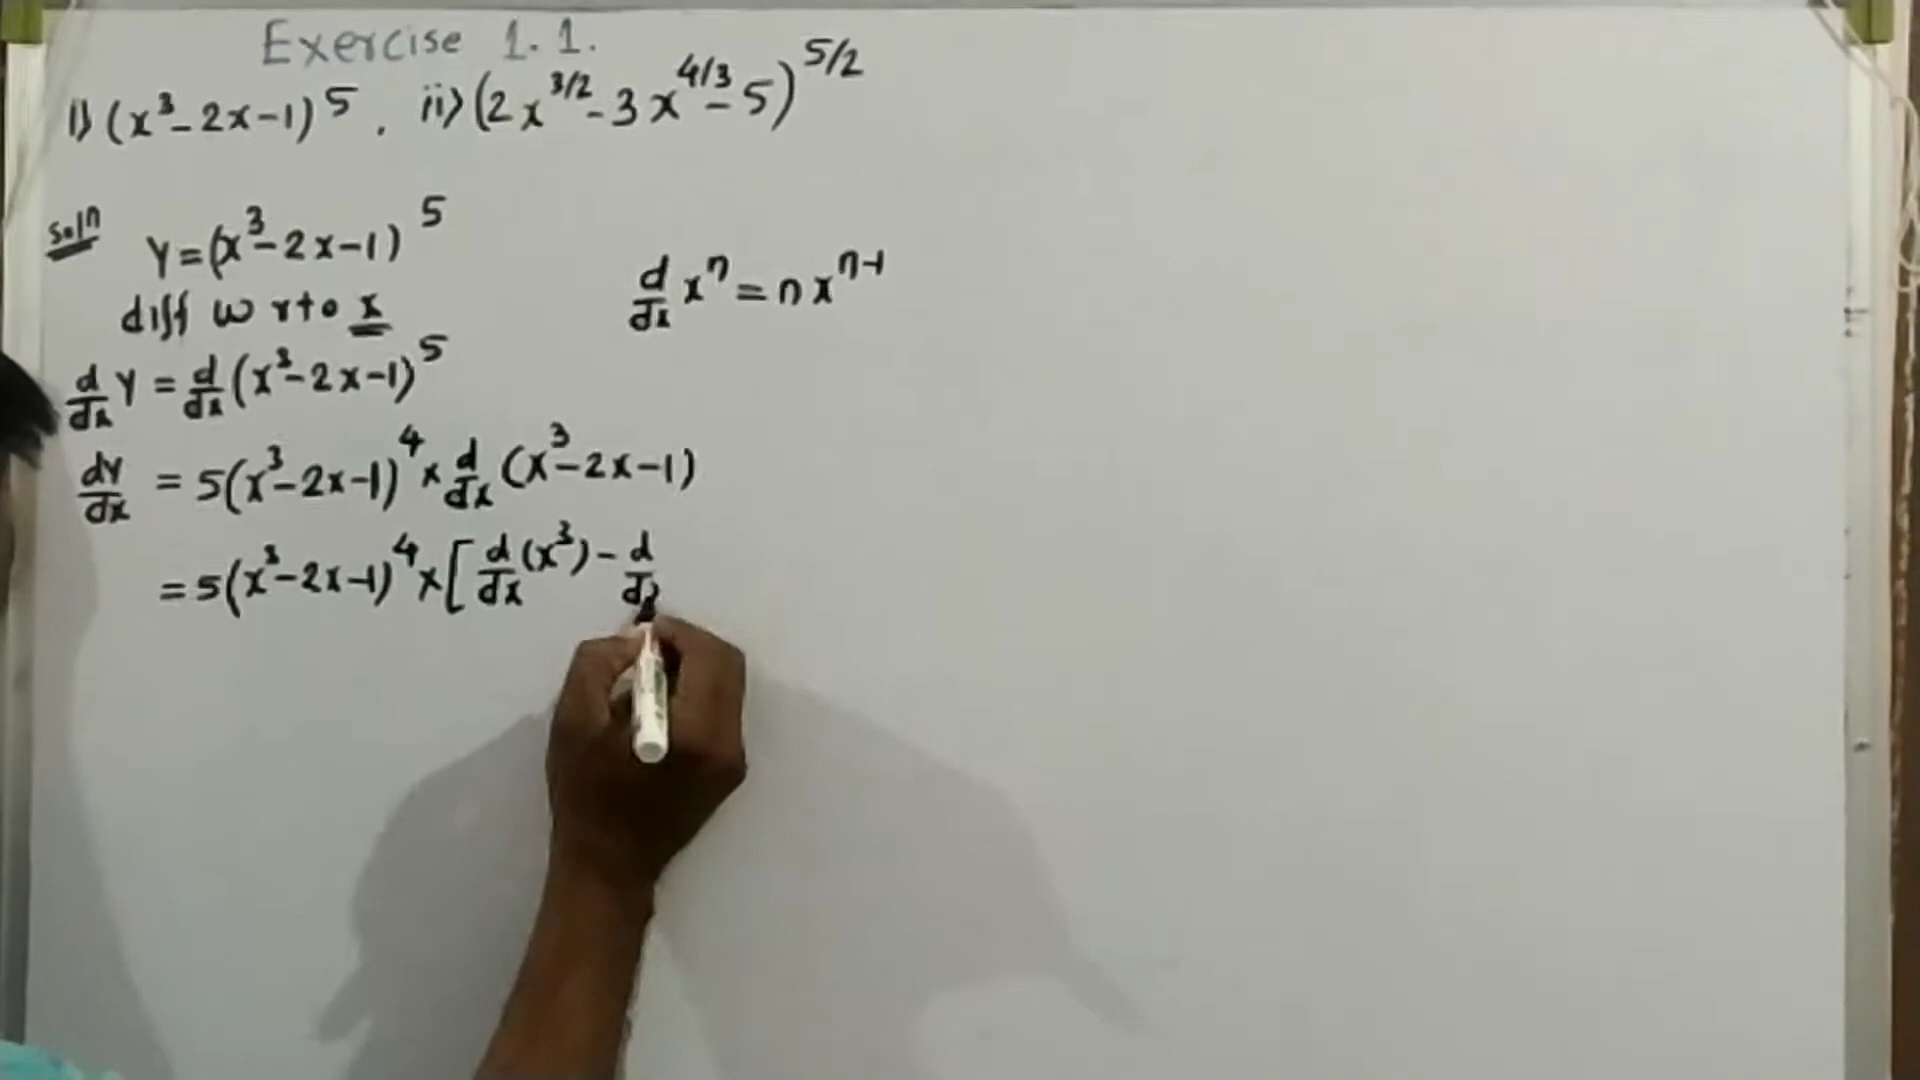 Exercise 1.1.
i) (x³-2x-1)⁵, ii) (2x^{3/2}-3x^{4/3}-5)^{5/2}
Solⁿ Y=(x³-2x-1)⁵
diff w r to x
d/dx xⁿ = n xⁿ⁻¹
d/dx Y = d/dx (x³-2x-1)⁵
dY/dx = 5(x³-2x-1)⁴ × d/dx (x³-2x-1)
= 5(x³-2x-1)⁴ × [d/dx (x³) - d/dx